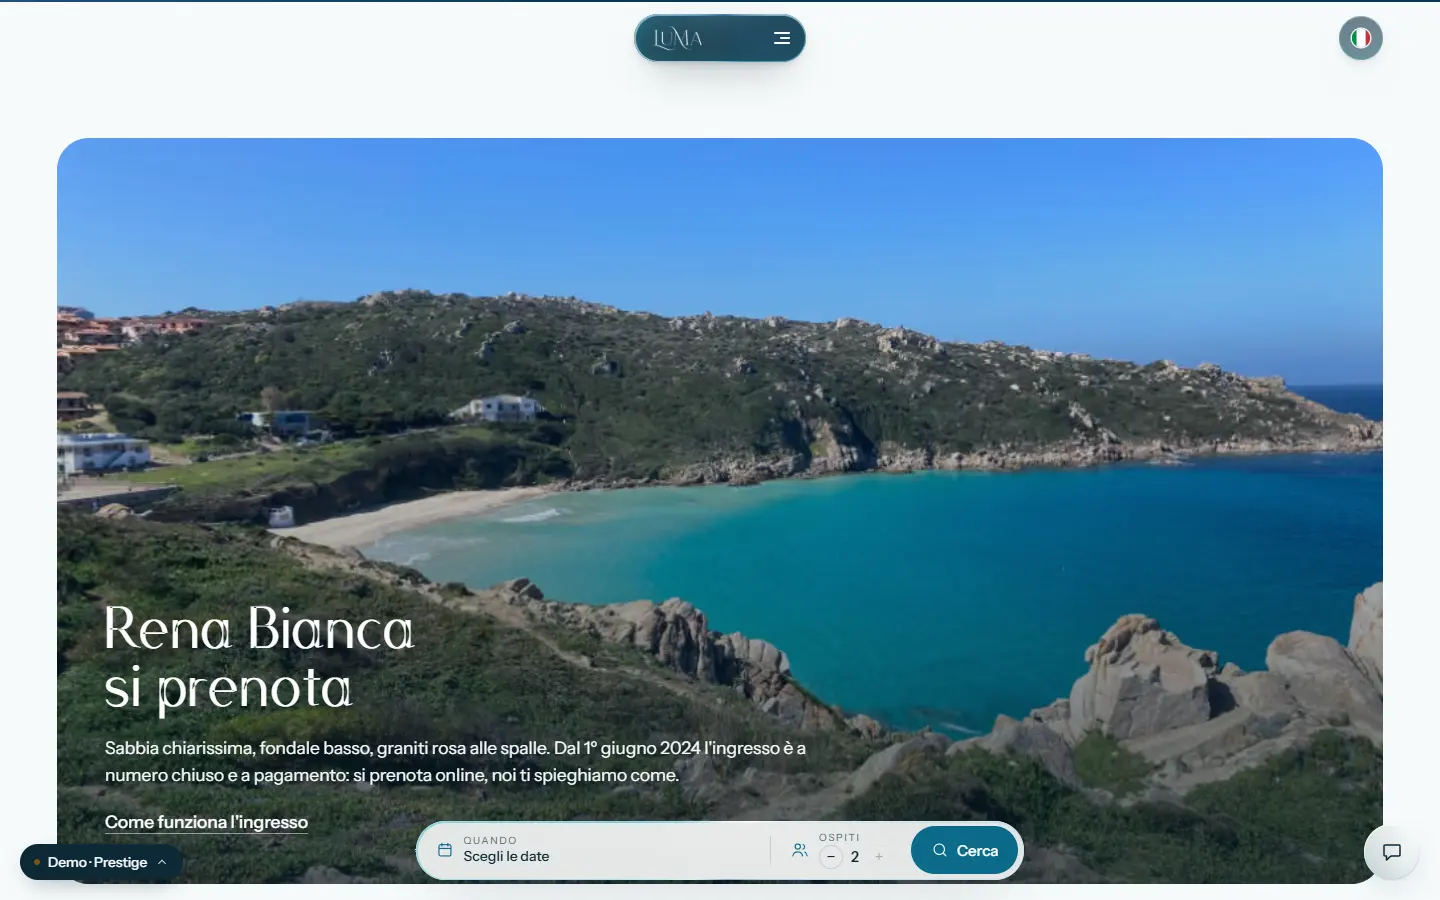 LUMA
Rena Bianca
si prenota
Sabbia chiarissima, fondale basso, graniti rosa alle spalle. Dal 1° giugno 2024 l'ingresso è a
numero chiuso e a pagamento: si prenota online, noi ti spieghiamo come.
Come funziona l'ingresso
QUANDO
Scegli le date
OSPITI
− 2 +
Cerca
Demo · Prestige